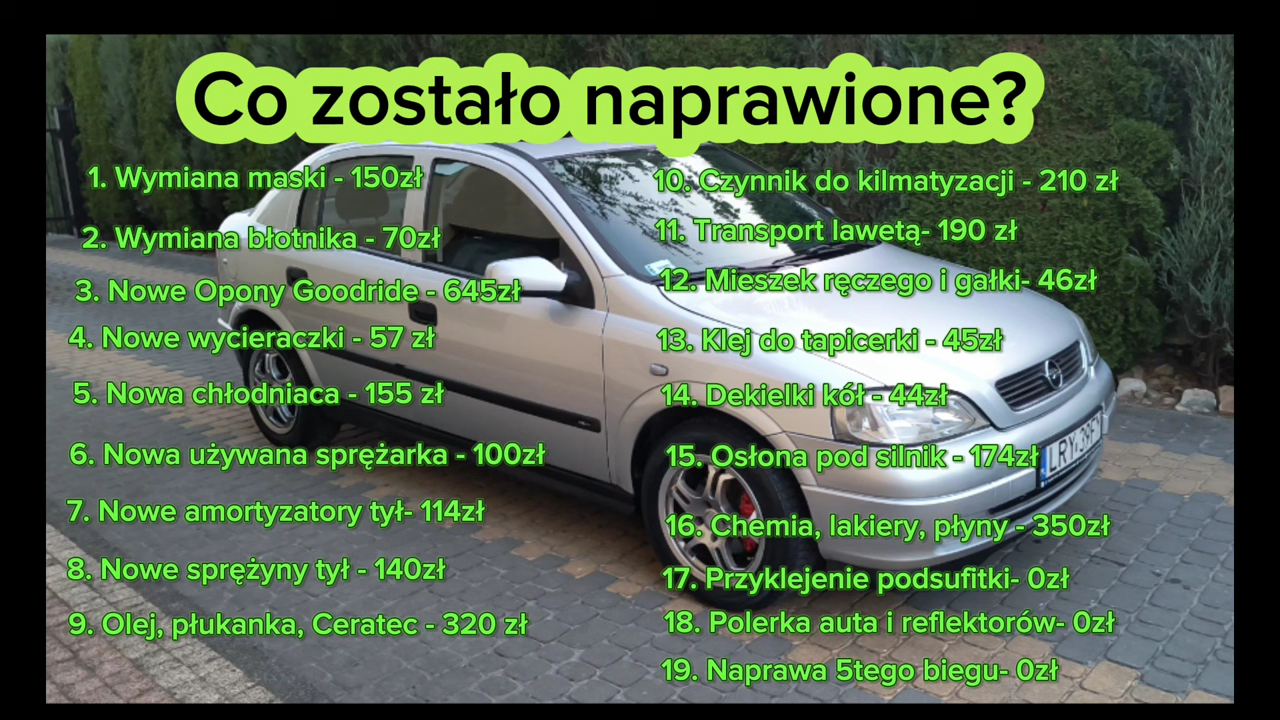 Co zostało naprawione?
1. Wymiana maski - 150zł
2. Wymiana błotnika - 70zł
3. Nowe Opony Goodride - 645zł
4. Nowe wycieraczki - 57 zł
5. Nowa chłodniaca - 155 zł
6. Nowa używana sprężarka - 100zł
7. Nowe amortyzatory tył- 114zł
8. Nowe sprężyny tył - 140zł
9. Olej, płukanka, Ceratec - 320 zł
10. Czynnik do kilmatyzacji - 210 zł
11. Transport lawetą- 190 zł
12. Mieszek ręczego i gałki- 46zł
13. Klej do tapicerki - 45zł
14. Dekielki kół - 44zł
15. Osłona pod silnik - 174zł
LRY 39F
16. Chemia, lakiery, płyny - 350zł
17. Przyklejenie podsufitki- 0zł
18. Polerka auta i reflektorów- 0zł
19. Naprawa 5tego biegu- 0zł